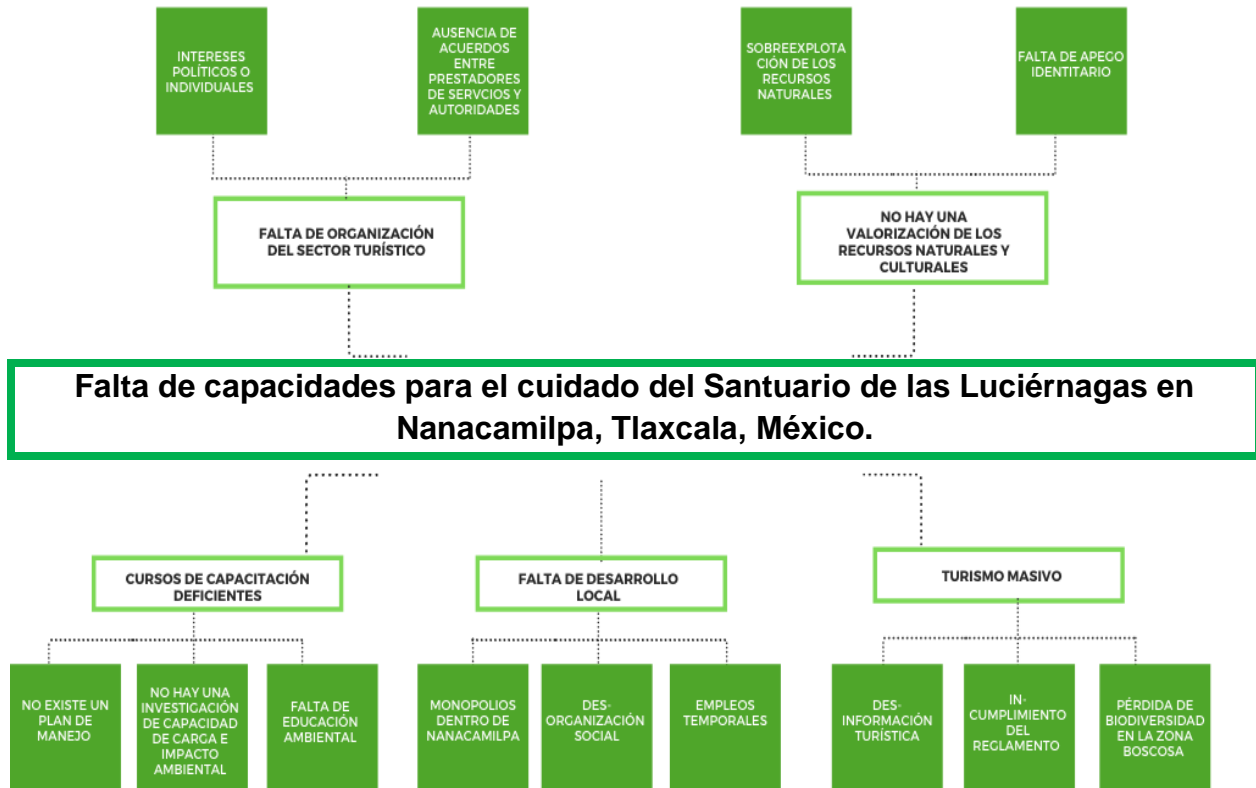 INTERESES
POLÍTICOS O
INDIVIDUALES
AUSENCIA DE
ACUERDOS
ENTRE
PRESTADORES
DE SERVCIOS Y
AUTORIDADES
SOBREEXPLOTA
CIÓN DE LOS
RECURSOS
NATURALES
FALTA DE APEGO
IDENTITARIO
FALTA DE ORGANIZACIÓN
DEL SECTOR TURÍSTICO
NO HAY UNA
VALORIZACIÓN DE LOS
RECURSOS NATURALES Y
CULTURALES
Falta de capacidades para el cuidado del Santuario de las Luciérnagas en
Nanacamilpa, Tlaxcala, México.
CURSOS DE CAPACITACIÓN
DEFICIENTES
FALTA DE DESARROLLO
LOCAL
TURISMO MASIVO
NO EXISTE UN
PLAN DE
MANEJO
NO HAY UNA
INVESTIGACIÓN
DE CAPACIDAD
DE CARGA E
IMPACTO
AMBIENTAL
FALTA DE
EDUCACIÓN
AMBIENTAL
MONOPOLIOS
DENTRO DE
NANACAMILPA
DES-
ORGANIZACIÓN
SOCIAL
EMPLEOS
TEMPORALES
DES-
INFORMACIÓN
TURÍSTICA
IN-
CUMPLIMIENTO
DEL
REGLAMENTO
PÉRDIDA DE
BIODIVERSIDAD
EN LA ZONA
BOSCOSA